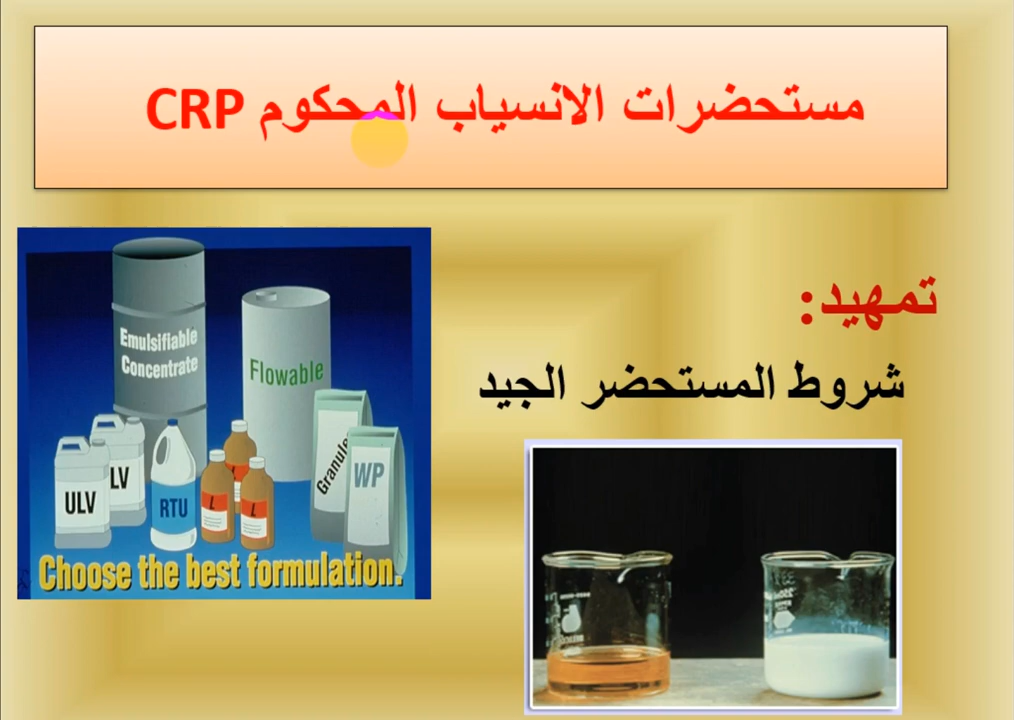 مستحضرات الانسياب المحكوم CRP
تمهيد:
شروط المستحضر الجيد
Emulsifiable
Concentrate
Flowable
Granule
WP
ULV
LV
RTU
L
L
Choose the best formulation.